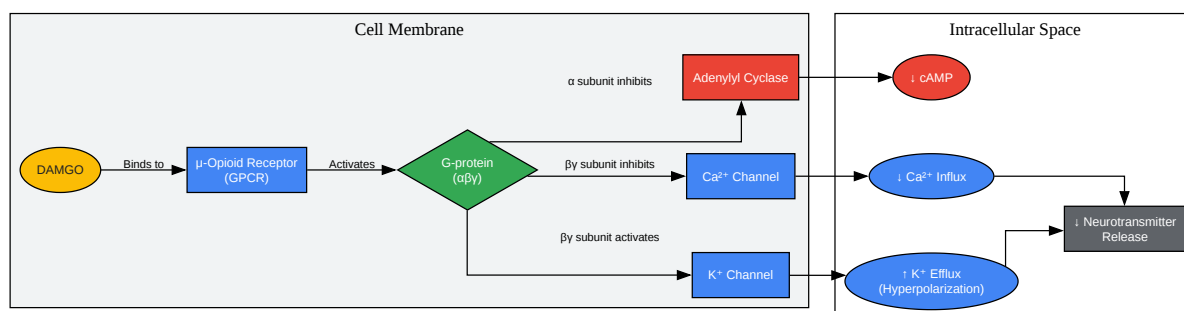 Cell Membrane
Intracellular Space
DAMGO
Binds to
μ-Opioid Receptor
(GPCR)
Activates
G-protein
(αβγ)
α subunit inhibits
Adenylyl Cyclase
↓ cAMP
βγ subunit inhibits
Ca²⁺ Channel
↓ Ca²⁺ Influx
βγ subunit activates
K⁺ Channel
↑ K⁺ Efflux
(Hyperpolarization)
↓ Neurotransmitter
Release